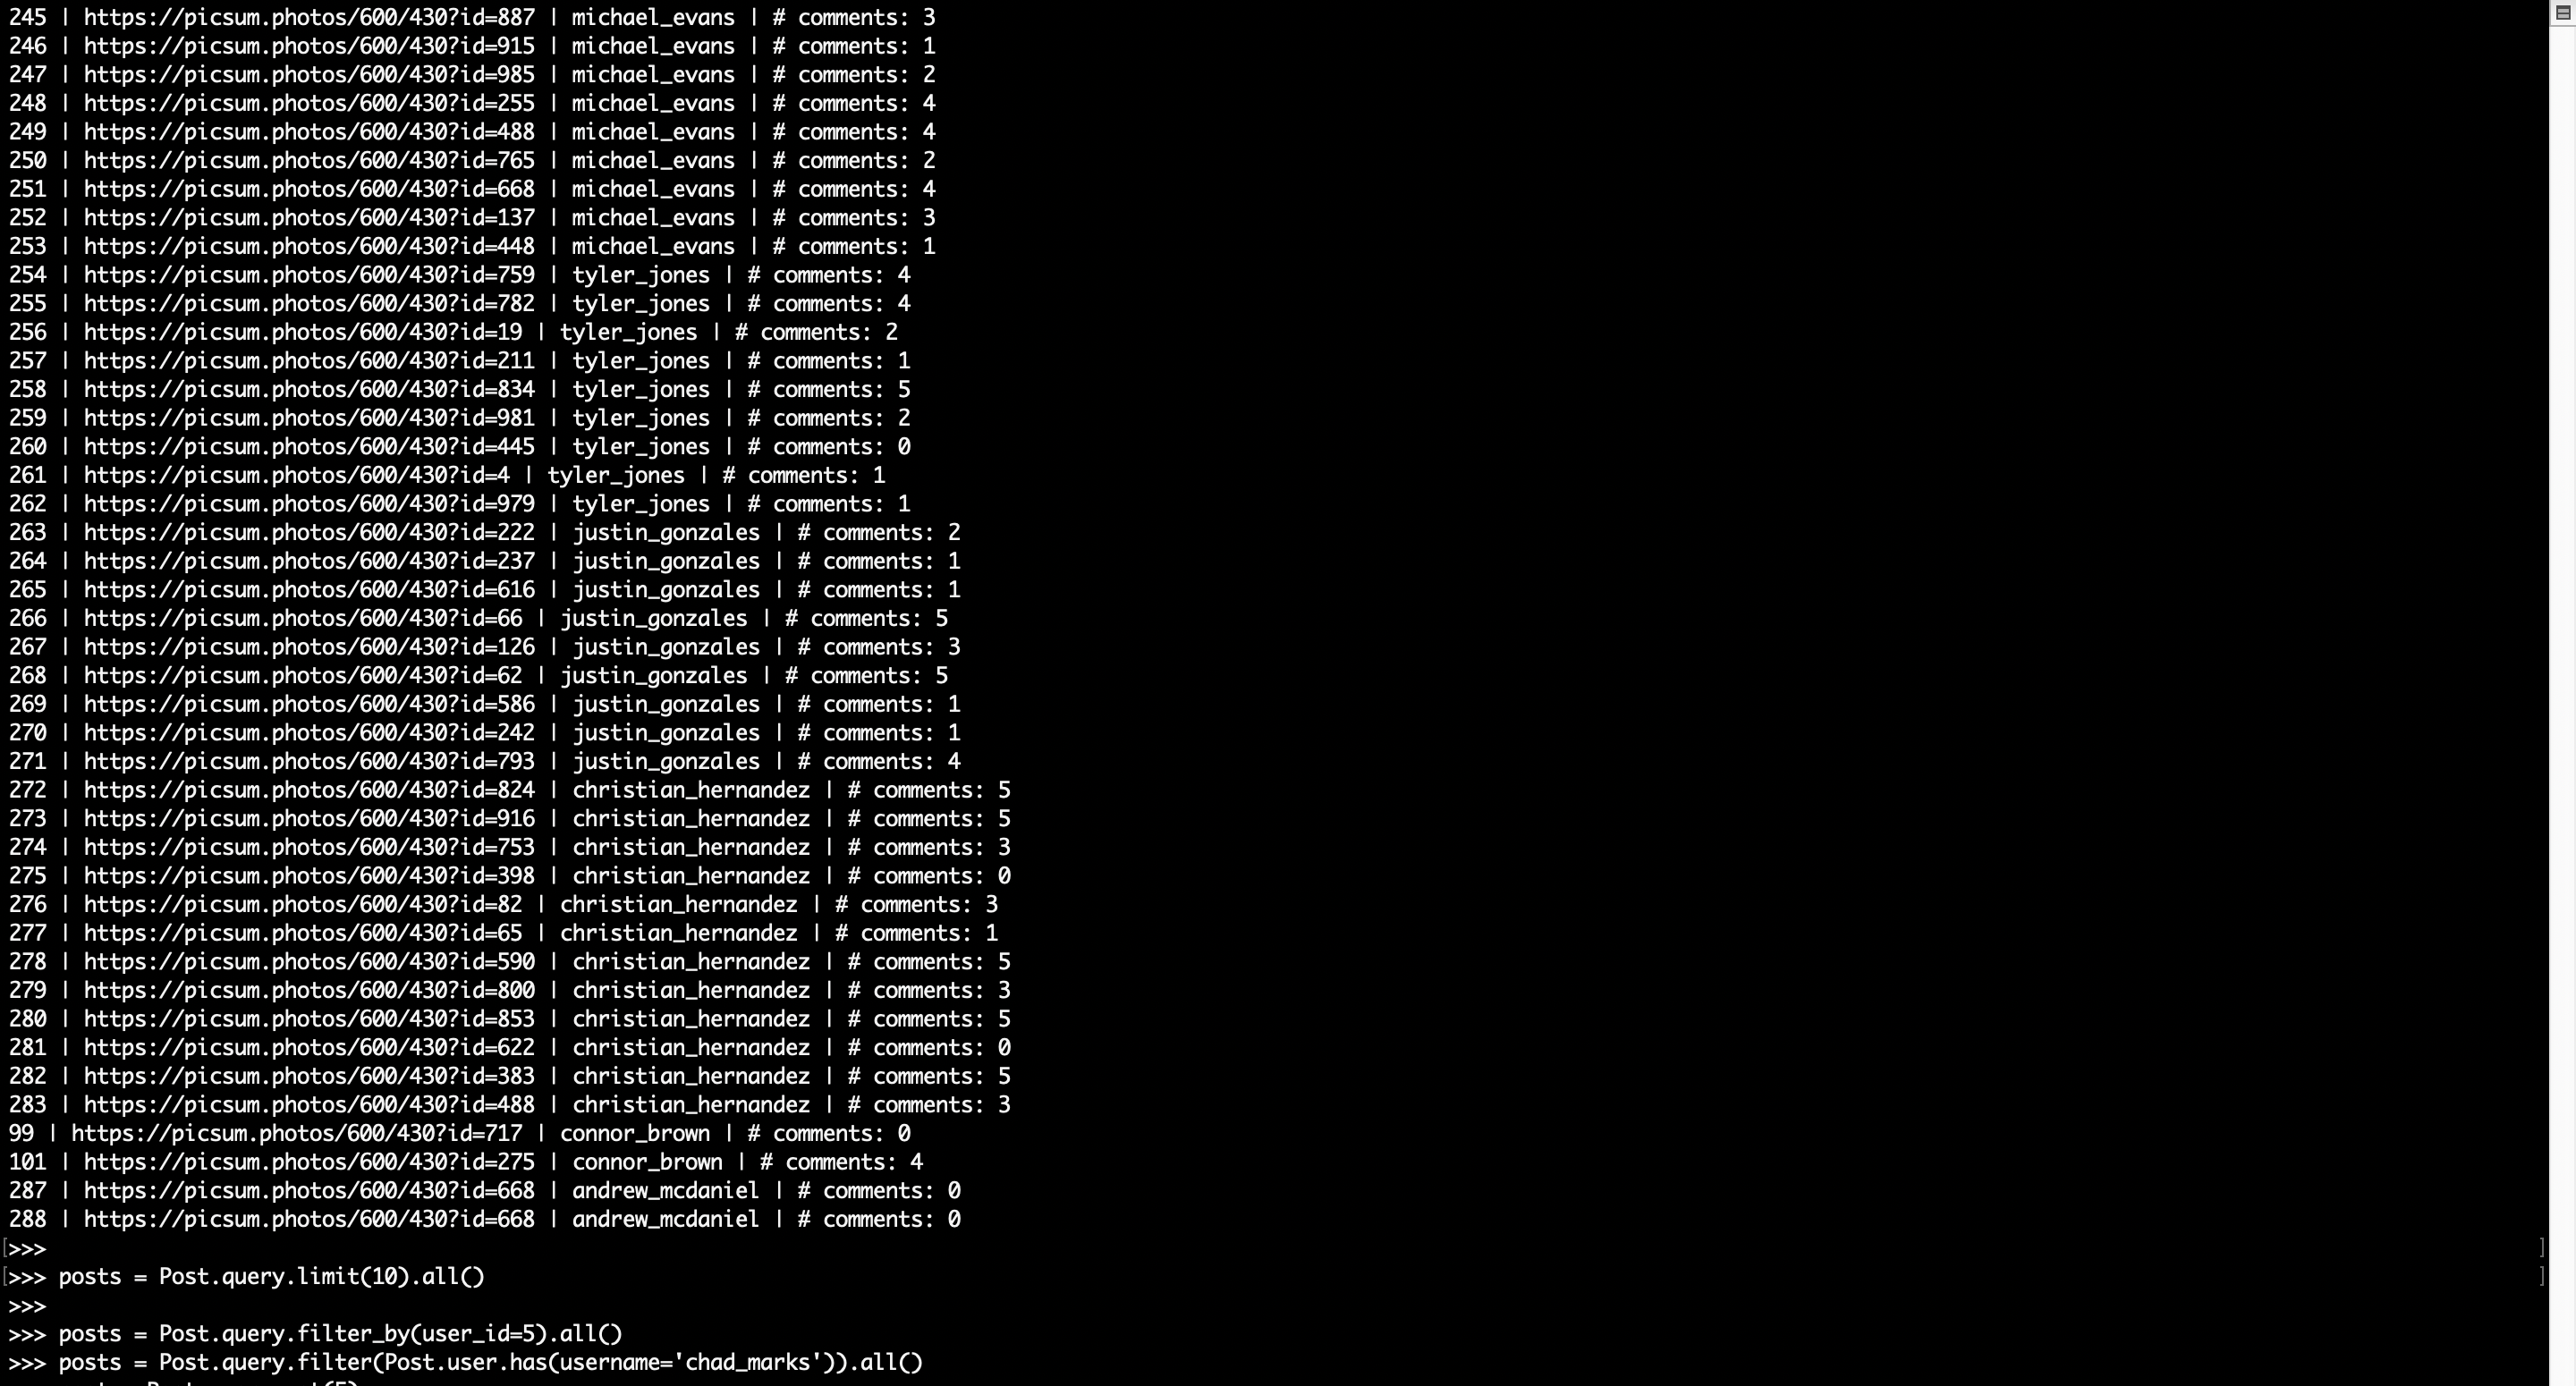 245 | https://picsum.photos/600/430?id=887 | michael_evans | # comments: 3
246 | https://picsum.photos/600/430?id=915 | michael_evans | # comments: 1
247 | https://picsum.photos/600/430?id=985 | michael_evans | # comments: 2
248 | https://picsum.photos/600/430?id=255 | michael_evans | # comments: 4
249 | https://picsum.photos/600/430?id=488 | michael_evans | # comments: 4
250 | https://picsum.photos/600/430?id=765 | michael_evans | # comments: 2
251 | https://picsum.photos/600/430?id=668 | michael_evans | # comments: 4
252 | https://picsum.photos/600/430?id=137 | michael_evans | # comments: 3
253 | https://picsum.photos/600/430?id=448 | michael_evans | # comments: 1
254 | https://picsum.photos/600/430?id=759 | tyler_jones | # comments: 4
255 | https://picsum.photos/600/430?id=782 | tyler_jones | # comments: 4
256 | https://picsum.photos/600/430?id=19 | tyler_jones | # comments: 2
257 | https://picsum.photos/600/430?id=211 | tyler_jones | # comments: 1
258 | https://picsum.photos/600/430?id=834 | tyler_jones | # comments: 5
259 | https://picsum.photos/600/430?id=981 | tyler_jones | # comments: 2
260 | https://picsum.photos/600/430?id=445 | tyler_jones | # comments: 0
261 | https://picsum.photos/600/430?id=4 | tyler_jones | # comments: 1
262 | https://picsum.photos/600/430?id=979 | tyler_jones | # comments: 1
263 | https://picsum.photos/600/430?id=222 | justin_gonzales | # comments: 2
264 | https://picsum.photos/600/430?id=237 | justin_gonzales | # comments: 1
265 | https://picsum.photos/600/430?id=616 | justin_gonzales | # comments: 1
266 | https://picsum.photos/600/430?id=66 | justin_gonzales | # comments: 5
267 | https://picsum.photos/600/430?id=126 | justin_gonzales | # comments: 3
268 | https://picsum.photos/600/430?id=62 | justin_gonzales | # comments: 5
269 | https://picsum.photos/600/430?id=586 | justin_gonzales | # comments: 1
270 | https://picsum.photos/600/430?id=242 | justin_gonzales | # comments: 1
271 | https://picsum.photos/600/430?id=793 | justin_gonzales | # comments: 4
272 | https://picsum.photos/600/430?id=824 | christian_hernandez | # comments: 5
273 | https://picsum.photos/600/430?id=916 | christian_hernandez | # comments: 5
274 | https://picsum.photos/600/430?id=753 | christian_hernandez | # comments: 3
275 | https://picsum.photos/600/430?id=398 | christian_hernandez | # comments: 0
276 | https://picsum.photos/600/430?id=82 | christian_hernandez | # comments: 3
277 | https://picsum.photos/600/430?id=65 | christian_hernandez | # comments: 1
278 | https://picsum.photos/600/430?id=590 | christian_hernandez | # comments: 5
279 | https://picsum.photos/600/430?id=800 | christian_hernandez | # comments: 3
280 | https://picsum.photos/600/430?id=853 | christian_hernandez | # comments: 5
281 | https://picsum.photos/600/430?id=622 | christian_hernandez | # comments: 0
282 | https://picsum.photos/600/430?id=383 | christian_hernandez | # comments: 5
283 | https://picsum.photos/600/430?id=488 | christian_hernandez | # comments: 3
99 | https://picsum.photos/600/430?id=717 | connor_brown | # comments: 0
101 | https://picsum.photos/600/430?id=275 | connor_brown | # comments: 4
287 | https://picsum.photos/600/430?id=668 | andrew_mcdaniel | # comments: 0
288 | https://picsum.photos/600/430?id=668 | andrew_mcdaniel | # comments: 0
[>>> ]
[>>> posts = Post.query.limit(10).all() ]
>>>
>>> posts = Post.query.filter_by(user_id=5).all()
>>> posts = Post.query.filter(Post.user.has(username='chad_marks')).all()